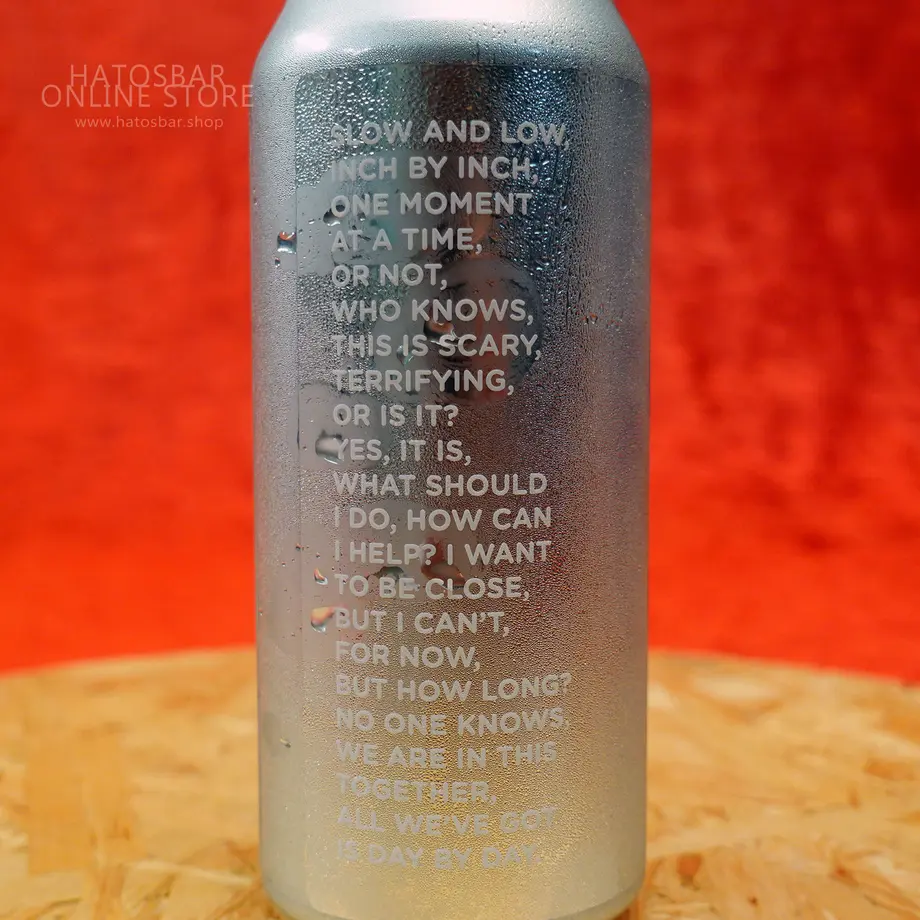 HATOSBAR
ONLINE STORE
www.hatosbar.shop
SLOW AND LOW,
INCH BY INCH,
ONE MOMENT
AT A TIME,
OR NOT,
WHO KNOWS,
THIS IS SCARY,
TERRIFYING,
OR IS IT?
YES, IT IS,
WHAT SHOULD
I DO, HOW CAN
I HELP? I WANT
TO BE CLOSE,
BUT I CAN'T,
FOR NOW,
BUT HOW LONG?
NO ONE KNOWS.
WE ARE IN THIS
TOGETHER,
ALL WE'VE GOT
IS DAY BY DAY.